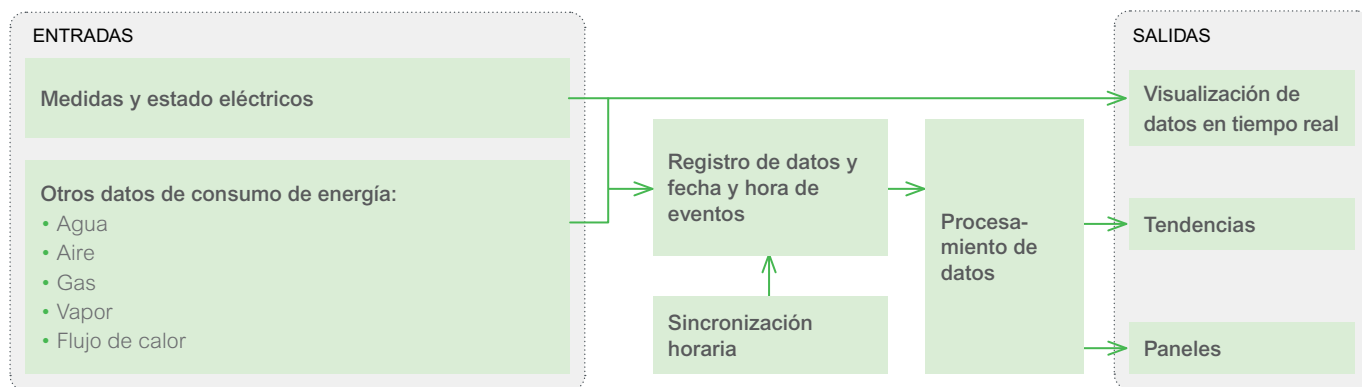 ENTRADAS
Medidas y estado eléctricos
Otros datos de consumo de energía:
• Agua
• Aire
• Gas
• Vapor
• Flujo de calor
Registro de datos y
fecha y hora de
eventos
Sincronización
horaria
Procesa-
miento de
datos
SALIDAS
Visualización de
datos en tiempo real
Tendencias
Paneles